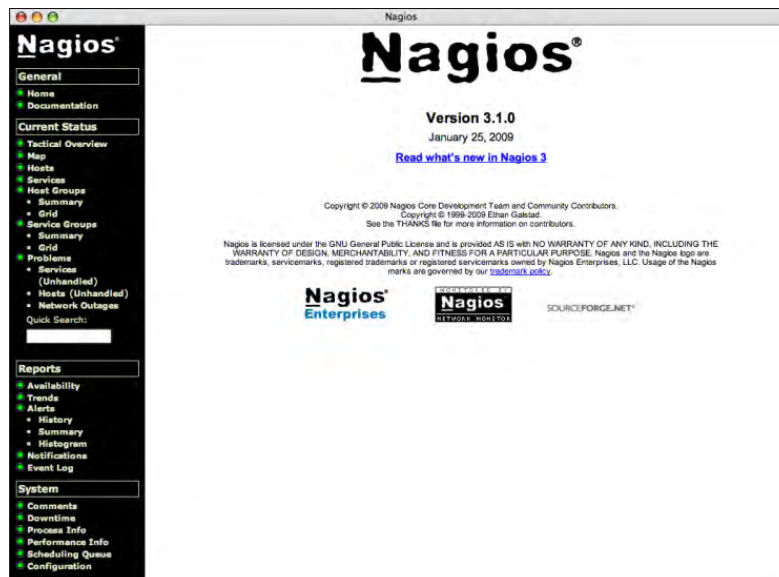 Nagios
Nagios®
General
Home
Documentation
Current Status
Tactical Overview
Map
Hosts
Services
Host Groups
Summary
Grid
Service Groups
Summary
Grid
Problems
Services
(Unhandled)
Hosts (Unhandled)
Network Outages
Quick Search:
Reports
Availability
Trends
Alerts
History
Summary
Histogram
Notifications
Event Log
System
Comments
Downtime
Process Info
Performance Info
Scheduling Queue
Configuration
Nagios®
Version 3.1.0
January 25, 2009
Read what's new in Nagios 3
Copyright © 2009 Nagios Core Development Team and Community Contributors.
Copyright © 1999-2009 Ethan Galstad.
See the THANKS file for more information on contributors.
Nagios is licensed under the GNU General Public License and is provided AS IS with NO WARRANTY OF ANY KIND, INCLUDING THE
WARRANTY OF DESIGN, MERCHANTABILITY, AND FITNESS FOR A PARTICULAR PURPOSE. Nagios and the Nagios logo are
trademarks, servicemarks, registered trademarks or registered servicemarks owned by Nagios Enterprises, LLC. Usage of the Nagios
marks are governed by our trademark policy.
Nagios®
Enterprises
MONITORED BY
Nagios®
NETWORK MONITOR
SOURCEFORGE.NET®